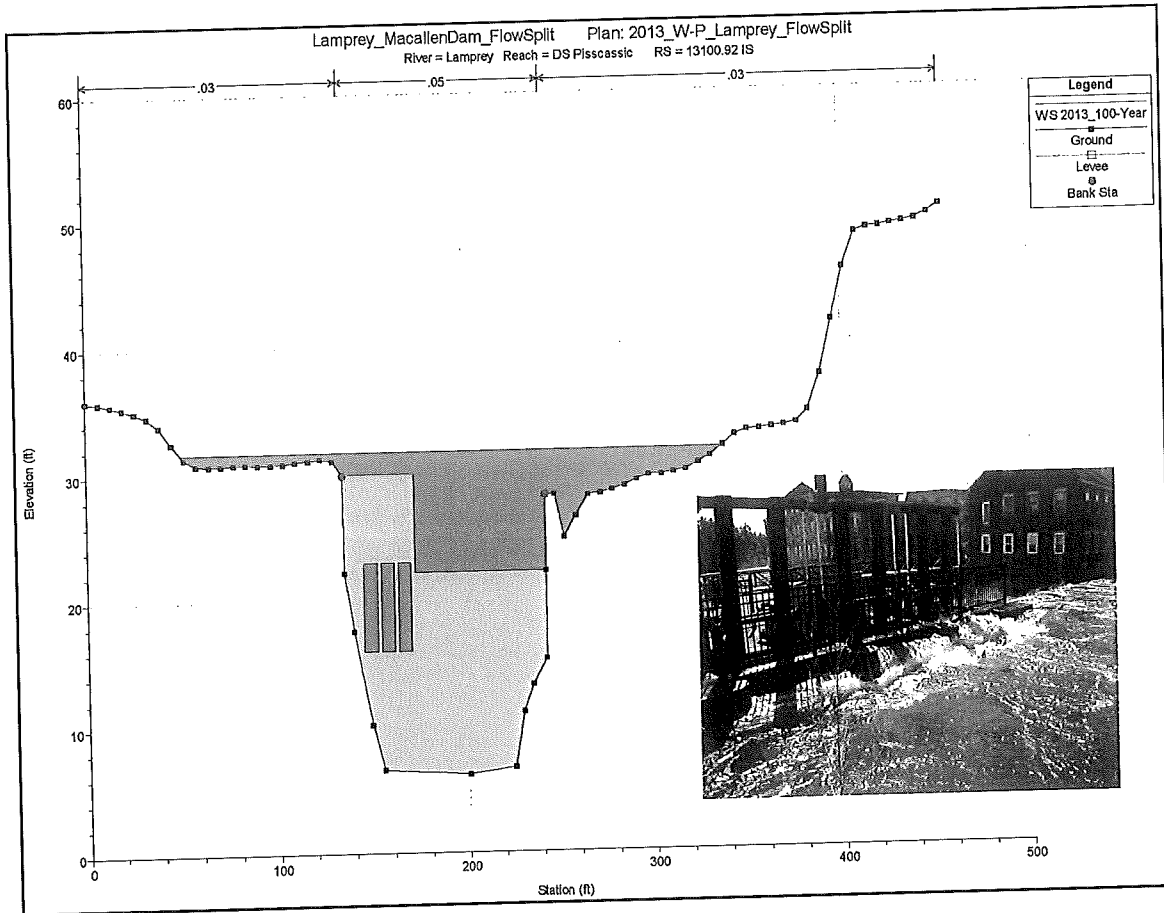 Lamprey_MacallenDam_FlowSplit Plan: 2013_W-P_Lamprey_FlowSplit
River = Lamprey Reach = DS Pisscassic RS = 13100.92 IS
.03 .05 .03
Legend
WS 2013_100-Year
Ground
Levee
Bank Sta
60
50
40
30
20
10
0
Elevation (ft)
0 100 200 300 400 500
Station (ft)